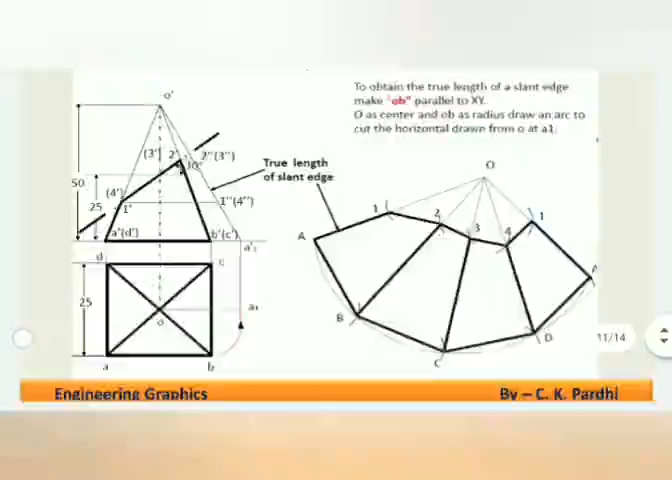 To obtain the true length of a slant edge
make "ob" parallel to XY.
O as center and ob as radius draw an arc to
cut the horizontal drawn from o at a1.
o'
(3') 2' 2''(3'')
30°
True length
of slant edge
50
25
(4')
1'
1''(4'')
a'(d') b'(c') a'₁
d c
25
o
a₁
a b
O
1 2 3 4 1
A
A
B
C
D
11/14
Engineering Graphics
By – C. K. Pardhi